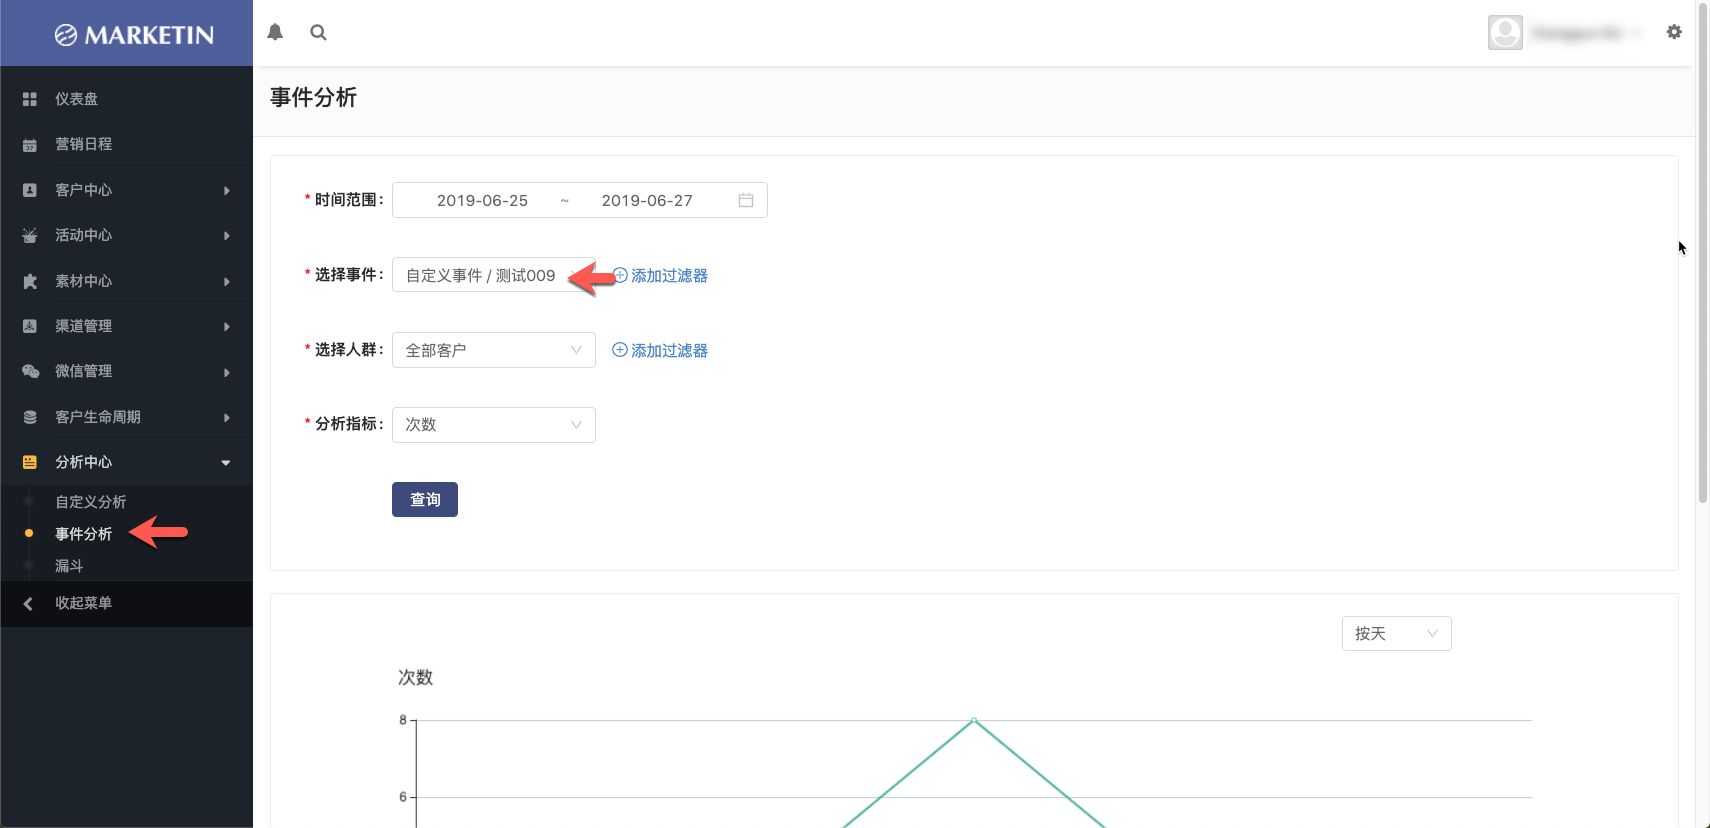 MARKETIN
仪表盘
营销日程
客户中心
活动中心
素材中心
渠道管理
微信管理
客户生命周期
分析中心
自定义分析
事件分析
漏斗
收起菜单
事件分析
* 时间范围: 2019-06-25 ~ 2019-06-27
* 选择事件: 自定义事件 / 测试009 添加过滤器
* 选择人群: 全部客户 添加过滤器
* 分析指标: 次数
查询
按天
次数
8
6